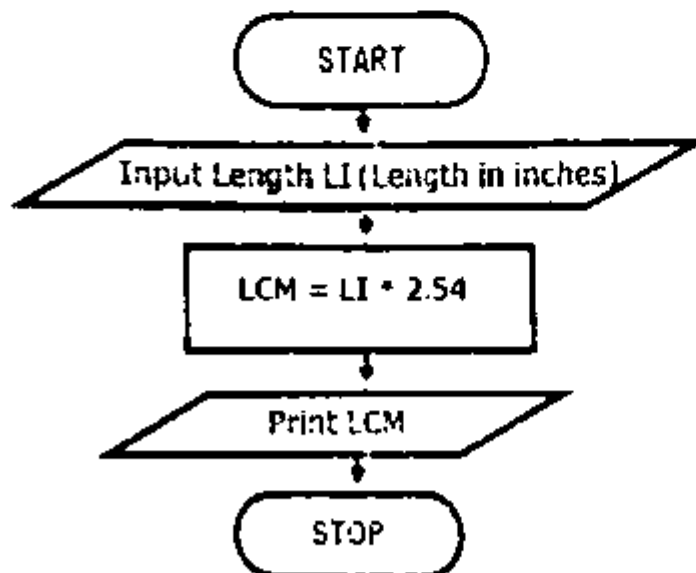 START
Input Length LI (Length in inches)
LCM = LI * 2.54
Print LCM
STOP